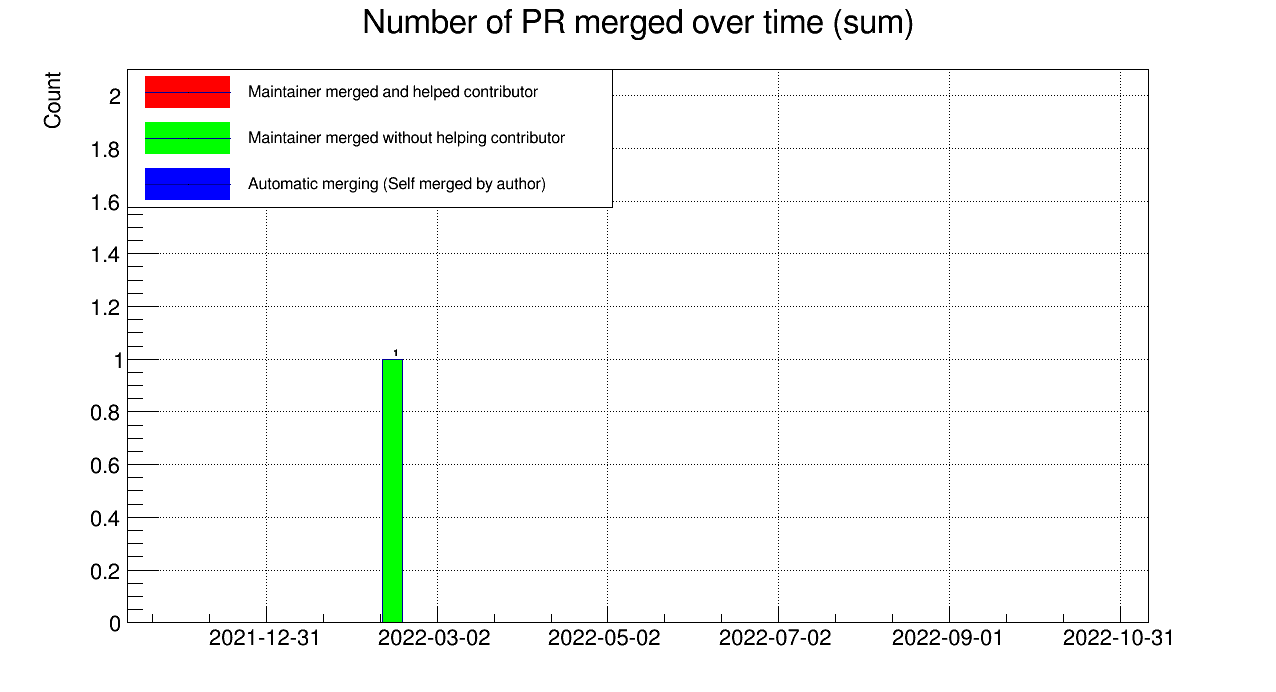 Number of PR merged over time (sum)
Count
Maintainer merged and helped contributor
Maintainer merged without helping contributor
Automatic merging (Self merged by author)
2
1.8
1.6
1.4
1.2
1
0.8
0.6
0.4
0.2
0
1
2021-12-31 2022-03-02 2022-05-02 2022-07-02 2022-09-01 2022-10-31